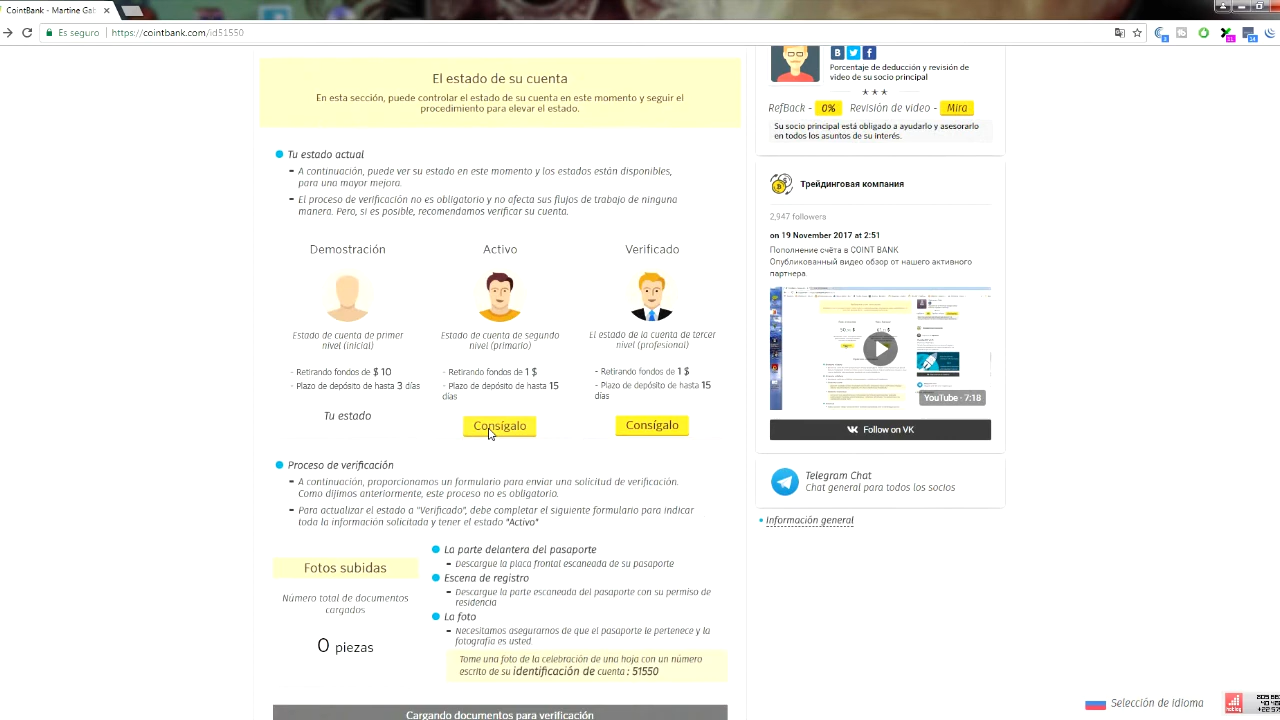 CointBank - Martine Gal
Es seguro
https://cointbank.com/id51550
El estado de su cuenta
En esta sección, puede controlar el estado de su cuenta en este momento y seguir el
procedimiento para elevar el estado.
Tu estado actual
A continuación, puede ver su estado en este momento y los estados están disponibles,
para una mayor mejora.
El proceso de verificación no es obligatorio y no afecta sus flujos de trabajo de ninguna
manera. Pero, si es posible, recomendamos verificar su cuenta.
Demostración
Estado de cuenta de primer
nivel (inicial)
- Retirando fondos de $ 10
- Plazo de depósito de hasta 3 días
Tu estado
Activo
Estado de cuenta de segundo
nivel (primario)
- Retirando fondos de 1 $
- Plazo de depósito de hasta 15
días
Consígalo
Verificado
El estado de la cuenta de tercer
nivel (profesional)
- Retirando fondos de 1 $
- Plazo de depósito de hasta 15
días
Consígalo
Proceso de verificación
A continuación, proporcionamos un formulario para enviar una solicitud de verificación.
Como dijimos anteriormente, este proceso no es obligatorio.
Para actualizar el estado a "Verificado", debe completar el siguiente formulario para indicar
toda la información solicitada y tener el estado "Activo"
Fotos subidas
Número total de documentos
cargados
0 piezas
La parte delantera del pasaporte
Descargue la placa frontal escaneada de su pasaporte
Escena de registro
Descargue la parte escaneada del pasaporte con su permiso de
residencia
La foto
Necesitamos asegurarnos de que el pasaporte le pertenece y la
fotografía es usted.
Tome una foto de la celebración de una hoja con un número
escrito de su identificación de cuenta : 51550
Cargando documentos para verificación
Porcentaje de deducción y revisión de
video de su socio principal
RefBack - 0% Revisión de video - Mira
Su socio principal está obligado a ayudarlo y asesorarlo
en todos los asuntos de su interés.
Трейдинговая компания
2,947 followers
on 19 November 2017 at 2:51
Пополнение счёта в COINT BANK
Опубликованный видео обзор от нашего активного
партнера.
YouTube · 7:18
Follow on VK
Telegram Chat
Chat general para todos los socios
Información general
Selección de idioma